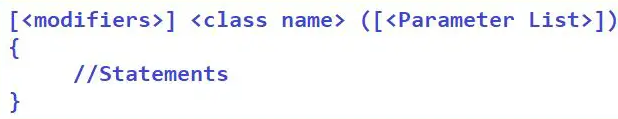 [<modifiers>] <class name> ([<Parameter List>])
{
//Statements
}